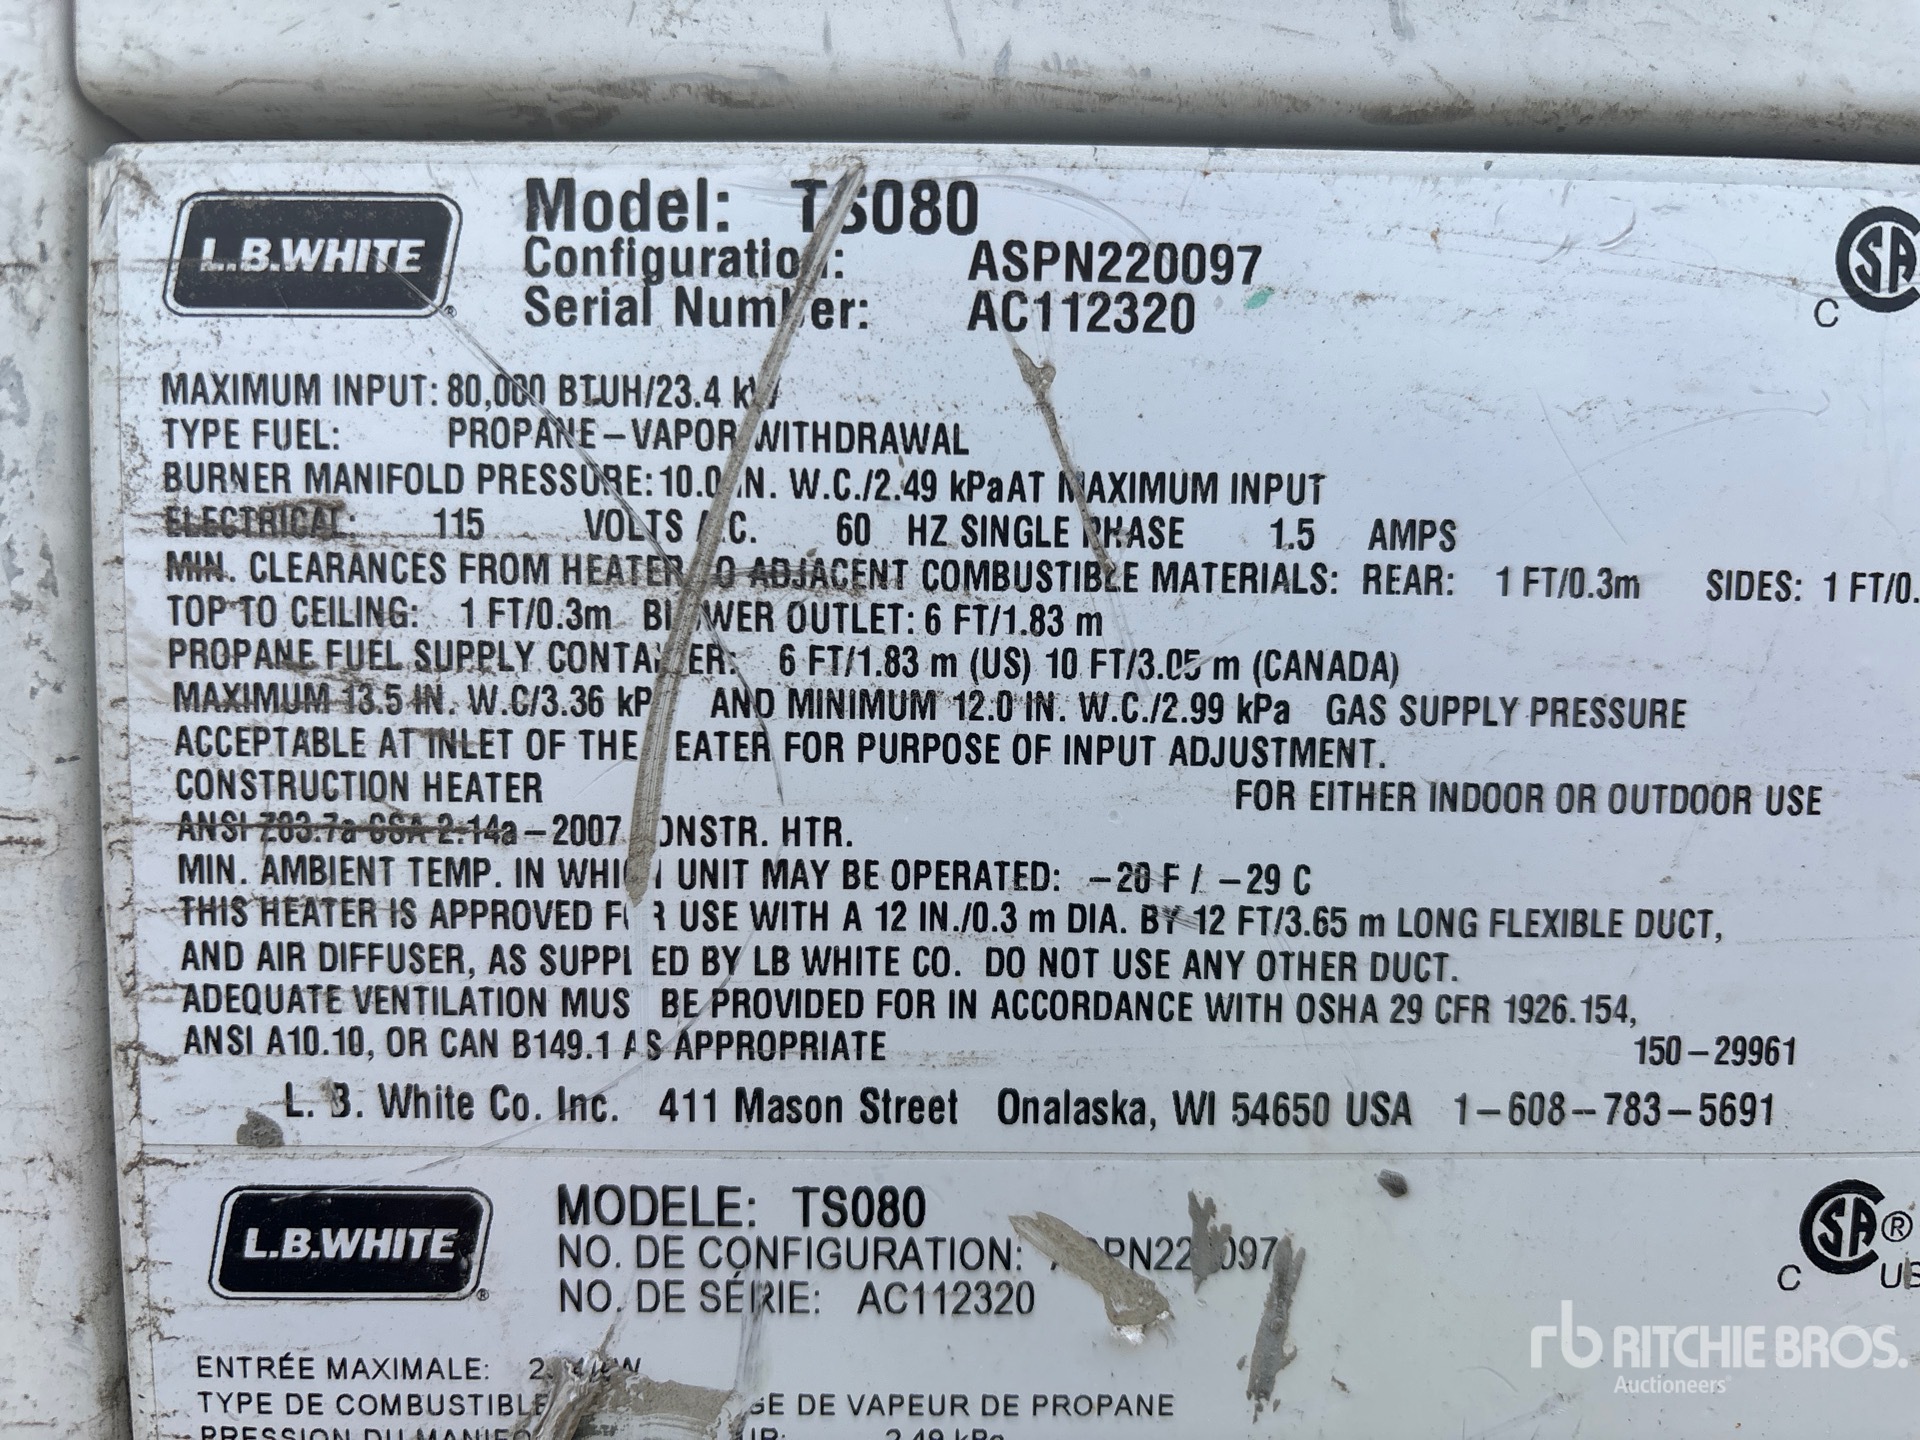 L.B.WHITE ®
Model: TS080
Configuration: ASPN220097
Serial Number: AC112320
C SA
MAXIMUM INPUT: 80,000 BTUH/23.4 kW
TYPE FUEL: PROPANE-VAPOR WITHDRAWAL
BURNER MANIFOLD PRESSURE: 10.0 IN. W.C./2.49 kPa AT MAXIMUM INPUT
ELECTRICAL: 115 VOLTS A.C. 60 HZ SINGLE PHASE 1.5 AMPS
MIN. CLEARANCES FROM HEATER TO ADJACENT COMBUSTIBLE MATERIALS: REAR: 1 FT/0.3m SIDES: 1 FT/0.
TOP TO CEILING: 1 FT/0.3m BLOWER OUTLET: 6 FT/1.83 m
PROPANE FUEL SUPPLY CONTAINER: 6 FT/1.83 m (US) 10 FT/3.05 m (CANADA)
MAXIMUM 13.5 IN. W.C/3.36 kPa AND MINIMUM 12.0 IN. W.C./2.99 kPa GAS SUPPLY PRESSURE
ACCEPTABLE AT INLET OF THE HEATER FOR PURPOSE OF INPUT ADJUSTMENT.
CONSTRUCTION HEATER FOR EITHER INDOOR OR OUTDOOR USE
ANSI Z83.7a CSA 2.14a-2007 CONSTR. HTR.
MIN. AMBIENT TEMP. IN WHICH UNIT MAY BE OPERATED: -20 F / -29 C
THIS HEATER IS APPROVED FOR USE WITH A 12 IN./0.3 m DIA. BY 12 FT/3.65 m LONG FLEXIBLE DUCT,
AND AIR DIFFUSER, AS SUPPLIED BY LB WHITE CO. DO NOT USE ANY OTHER DUCT.
ADEQUATE VENTILATION MUST BE PROVIDED FOR IN ACCORDANCE WITH OSHA 29 CFR 1926.154,
ANSI A10.10, OR CAN B149.1 AS APPROPRIATE 150-29961
L. B. White Co. Inc. 411 Mason Street Onalaska, WI 54650 USA 1-608-783-5691
L.B.WHITE ®
MODELE: TS080
NO. DE CONFIGURATION: ASPN220097
NO. DE SÉRIE: AC112320
C SA ® US
ENTRÉE MAXIMALE: kW
TYPE DE COMBUSTIBLE DE VAPEUR DE PROPANE
PRESSION DU 2.49 kPa
rb RITCHIE BROS.
Auctioneers